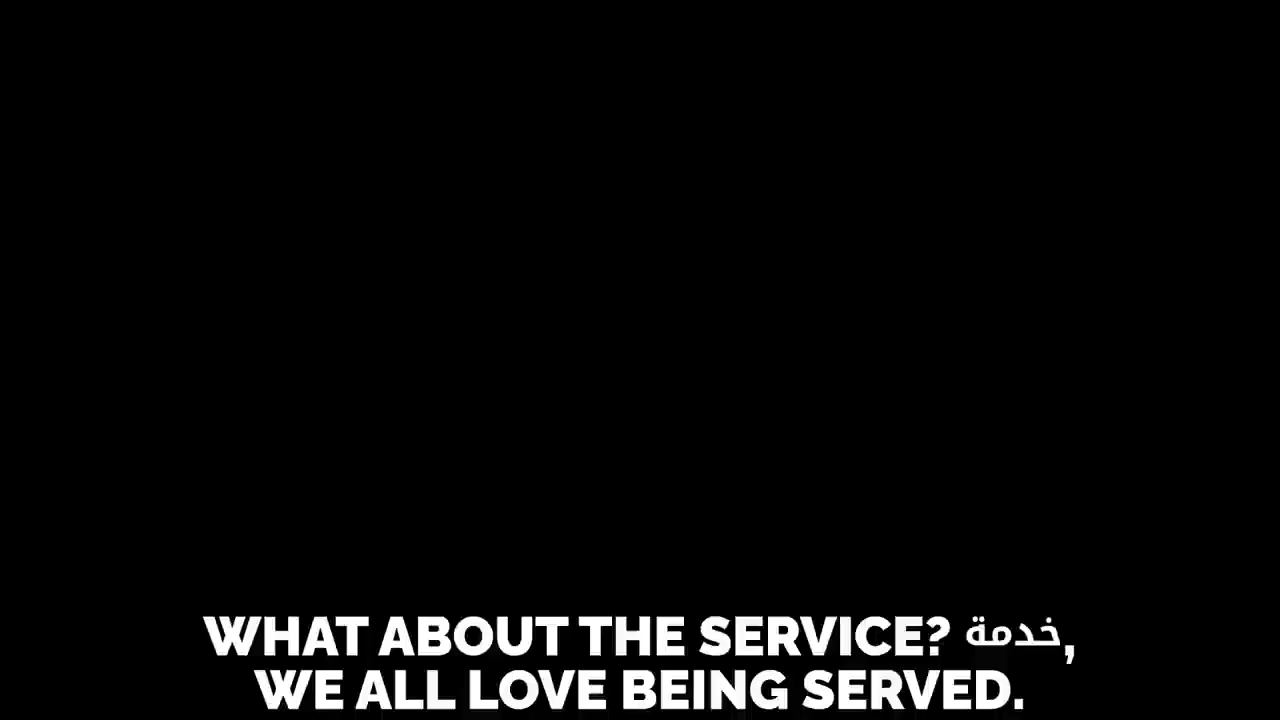 WHAT ABOUT THE SERVICE? خدمة,
WE ALL LOVE BEING SERVED.